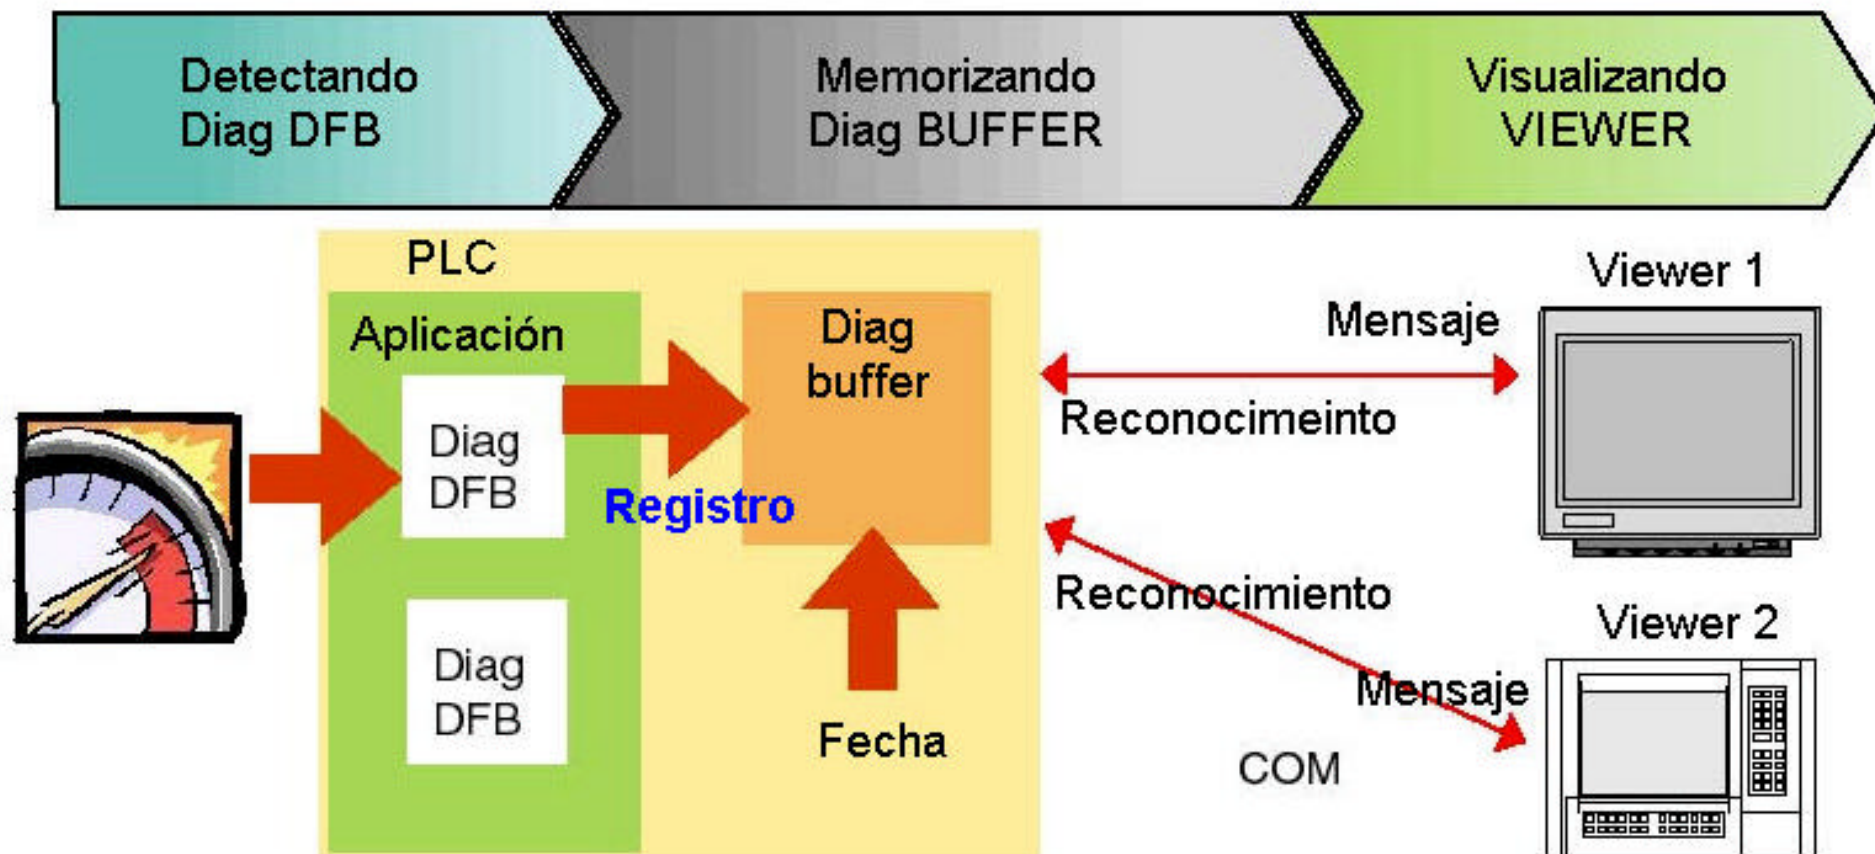 Detectando
Diag DFB
Memorizando
Diag BUFFER
Visualizando
VIEWER
PLC
Aplicación
Diag
DFB
Registro
Diag
DFB
Diag
buffer
Fecha
Mensaje
Reconocimeinto
Reconocimiento
Mensaje
COM
Viewer 1
Viewer 2